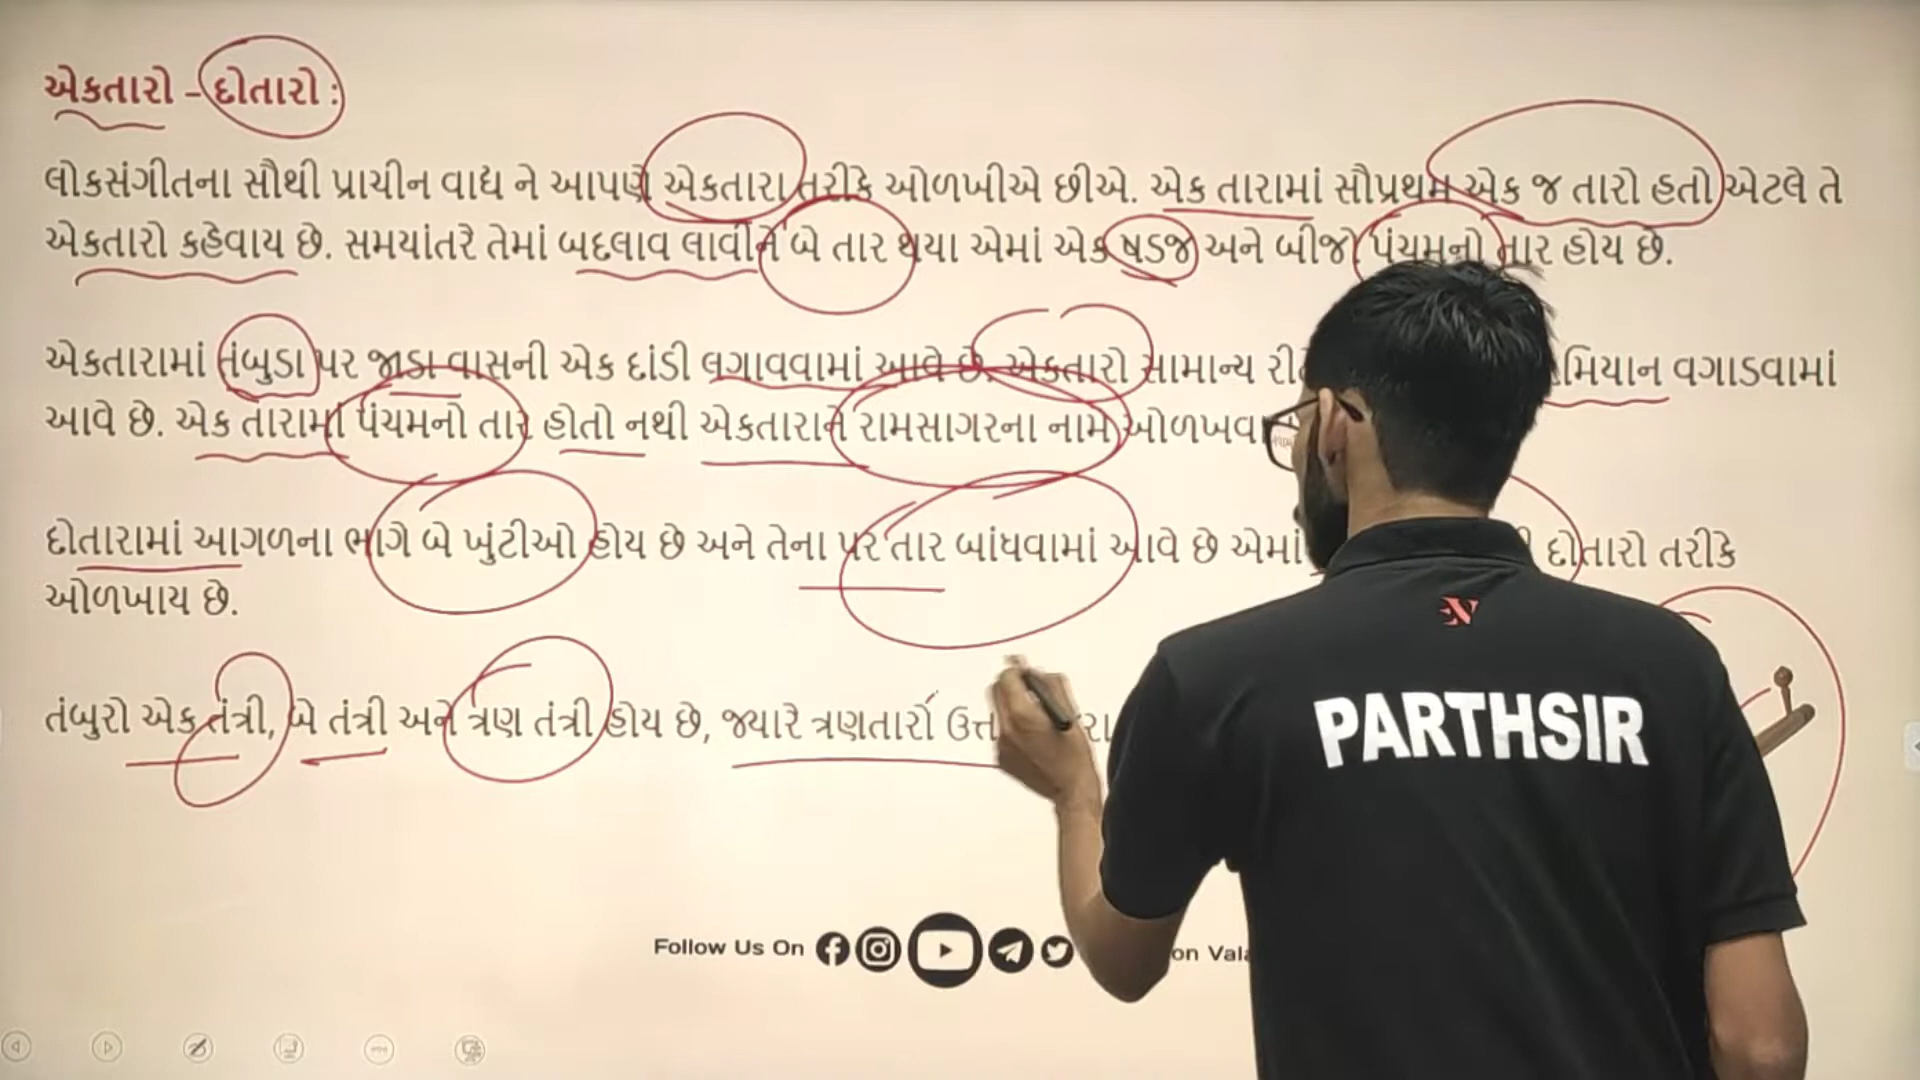 એકતારો – દોતારો :
લોકસંગીતના સૌથી પ્રાચીન વાદ્ય ને આપણે એકતારા તરીકે ઓળખીએ છીએ. એક તારામાં સૌપ્રથમ એક જ તારો હતો એટલે તે
એકતારો કહેવાય છે. સમયાંતરે તેમાં બદલાવ લાવીને બે તાર થયા એમાં એક ષડજ અને બીજો પંચમનો તાર હોય છે.
એકતારામાં તંબુડા પર જાડા વાસની એક દાંડી લગાવવામાં આવે છે. એકતારો સામાન્ય વગાડવામાં
આવે છે. એક તારામાં પંચમનો તાર હોતો નથી એકતારાને રામસાગરના નામે
દોતારામાં આગળના ભાગે બે ખુંટીઓ હોય છે અને તેના પર તાર બાંધવામાં આવે છે એમાં દોતારો તરીકે
ઓળખાય છે.
તંબુરો એક તંત્રી, બે તંત્રી અને ત્રણ તંત્રી હોય છે, જ્યારે ત્રણતારો
PARTHSIR
Follow Us On